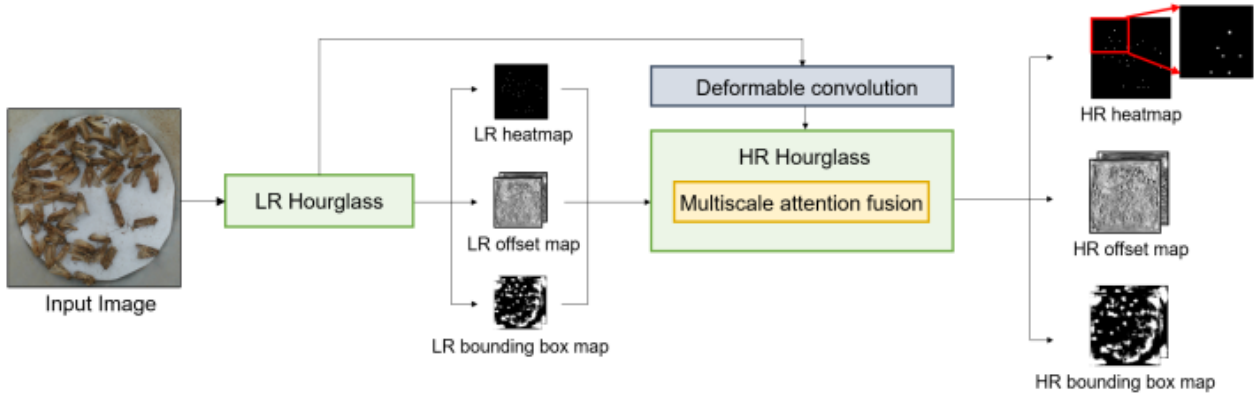 Input Image
LR Hourglass
LR heatmap
LR offset map
LR bounding box map
Deformable convolution
HR Hourglass
Multiscale attention fusion
HR heatmap
HR offset map
HR bounding box map